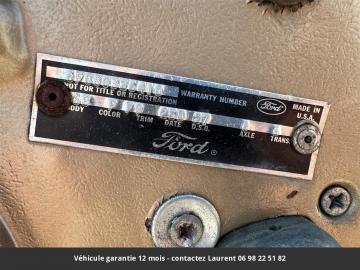 NOT FOR TITLE OR REGISTRATION
WARRANTY NUMBER
Ford
MADE IN
U.S.A.
BODY COLOR TRIM DATE D.S.O. AXLE TRANS.
Ford ®
Véhicule garantie 12 mois - contactez Laurent 06 98 22 51 82